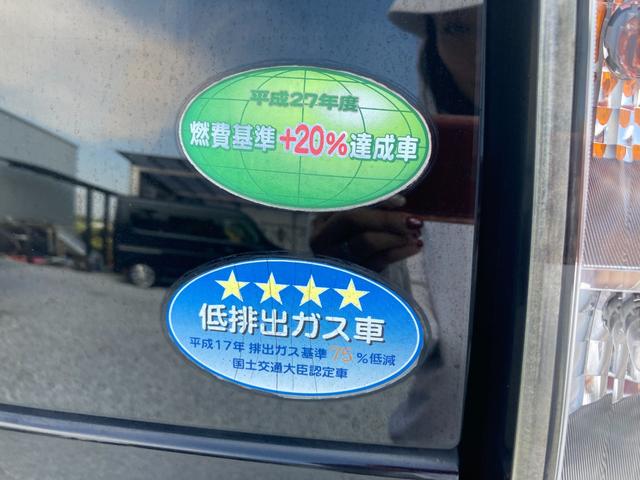 平成27年度
燃費基準+20%達成車
低排出ガス車
平成17年 排出ガス基準75%低減
国土交通大臣認定車